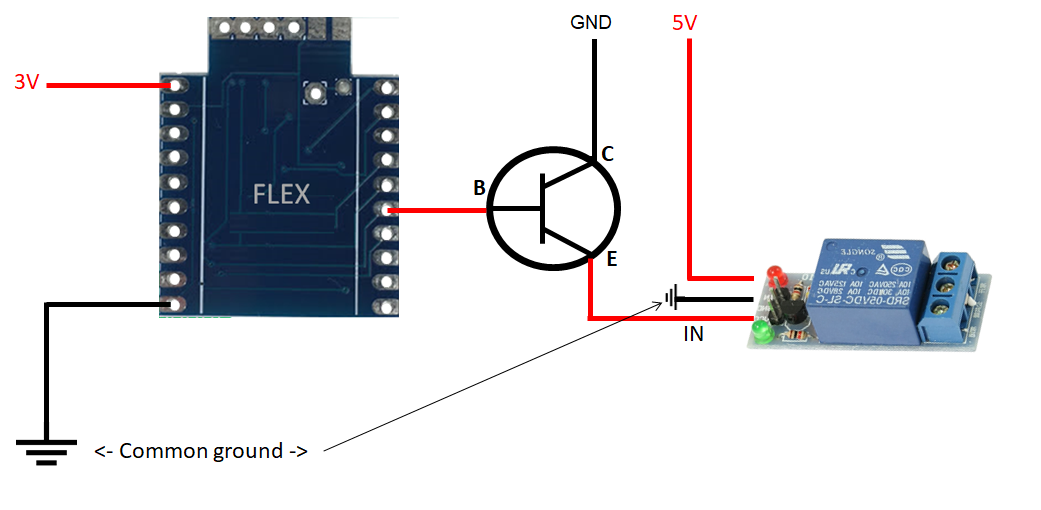 GND
5V
3V
C
B
FLEX
E
SONGLE
10A 250VAC 10A 125VAC
10A 30VDC 10A 28VDC
SRD-05VDC-SL-C
IN
<- Common ground ->